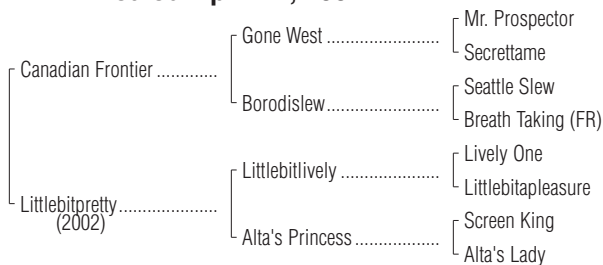 Mr. Prospector
Gone West ........................
Secrettame
Canadian Frontier .............
Seattle Slew
Borodislew........................
Breath Taking (FR)
Lively One
Littlebitlively .....................
Littlebitapleasure
Littlebitpretty.....................
(2002)
Screen King
Alta's Princess..................
Alta's Lady